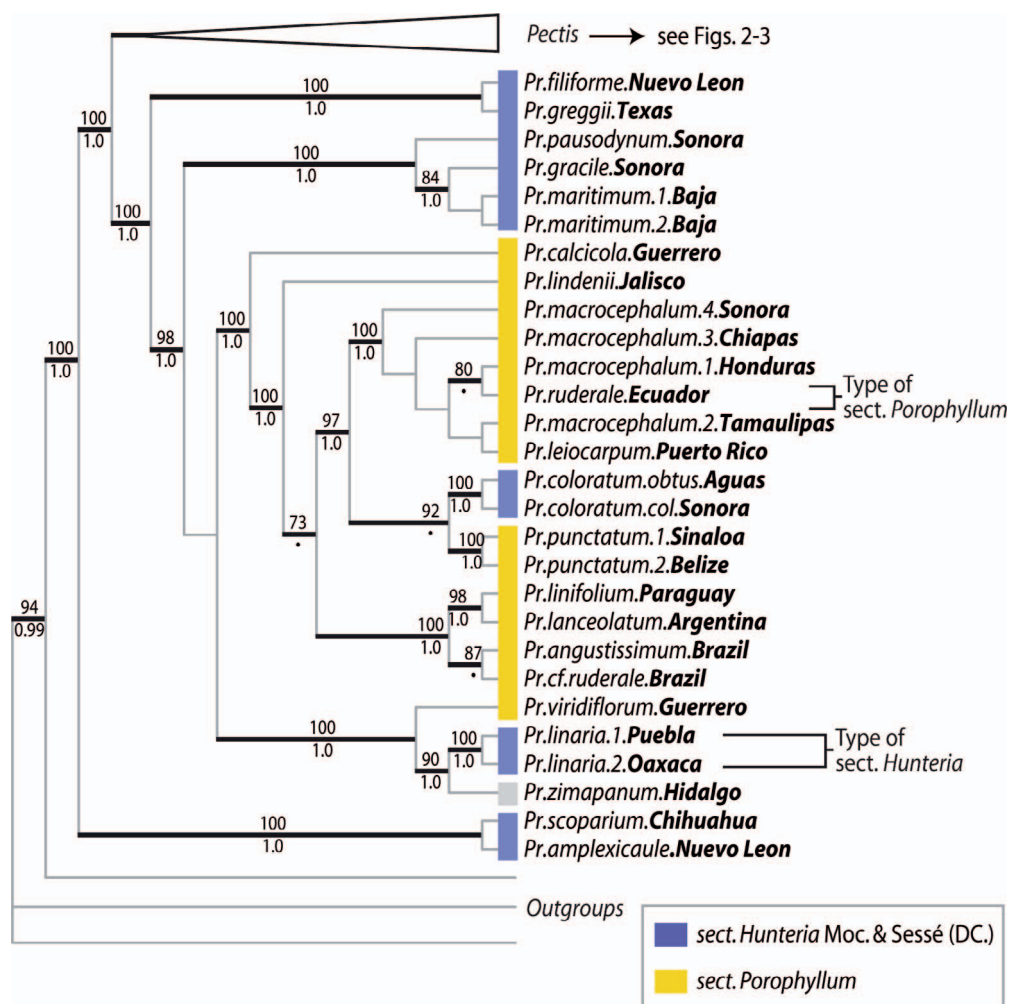 Pectis → see Figs. 2-3
Pr.filiforme.Nuevo Leon
100
1.0
Pr.greggii.Texas
100
1.0
Pr.pausodynum.Sonora
100
1.0
Pr.gracile.Sonora
84
1.0
Pr.maritimum.1.Baja
Pr.maritimum.2.Baja
100
1.0
Pr.calcicola.Guerrero
Pr.lindenii.Jalisco
Pr.macrocephalum.4.Sonora
100
1.0
100
1.0
Pr.macrocephalum.3.Chiapas
98
1.0
100
1.0
Pr.macrocephalum.1.Honduras
80
•
Pr.ruderale.Ecuador
Type of
sect. Porophyllum
100
1.0
Pr.macrocephalum.2.Tamaulipas
97
1.0
Pr.leiocarpum.Puerto Rico
Pr.coloratum.obtus.Aguas
100
1.0
Pr.coloratum.col.Sonora
92
•
73
•
Pr.punctatum.1.Sinaloa
100
1.0
Pr.punctatum.2.Belize
Pr.linifolium.Paraguay
98
1.0
94
0.99
Pr.lanceolatum.Argentina
100
1.0
Pr.angustissimum.Brazil
87
•
Pr.cf.ruderale.Brazil
Pr.viridiflorum.Guerrero
100
1.0
Pr.linaria.1.Puebla
100
1.0
Pr.linaria.2.Oaxaca
Type of
sect. Hunteria
90
1.0
Pr.zimapanum.Hidalgo
Pr.scoparium.Chihuahua
100
1.0
Pr.amplexicaule.Nuevo Leon
Outgroups
sect. Hunteria Moc. & Sessé (DC.)
sect. Porophyllum